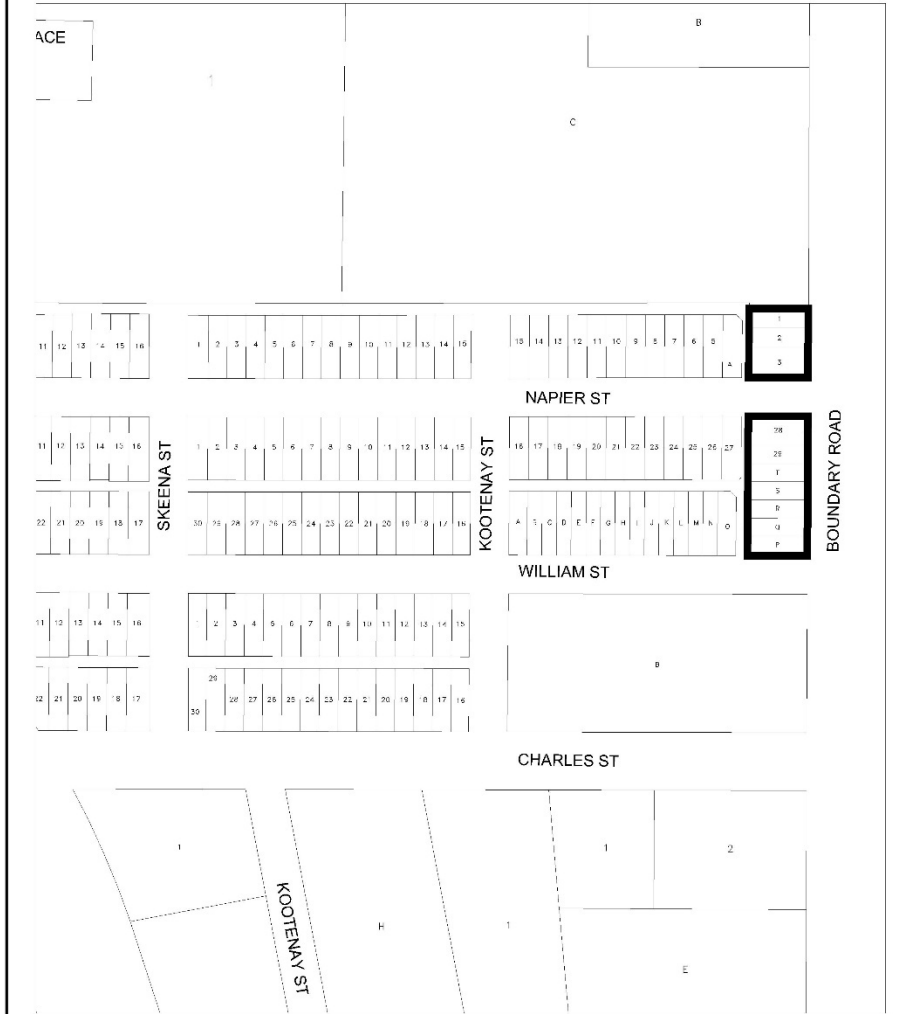 ACE
1
B
C
11 12 13 14 15 16
1 2 3 4 5 6 7 8 9 10 11 12 13 14 15
15 14 13 12 11 10 9 8 7 6 5
A
1
2
3
NAPIER ST
11 12 13 14 15 16
1 2 3 4 5 6 7 8 9 10 11 12 13 14 15
16 17 18 19 20 21 22 23 24 25 26 27
28
29
T
S
R
Q
P
SKEENA ST
KOOTENAY ST
BOUNDARY ROAD
22 21 20 19 18 17
30 29 28 27 26 25 24 23 22 21 20 19 18 17 16
A B C D E F G H I J K L M N O
WILLIAM ST
11 12 13 14 15 16
1 2 3 4 5 6 7 8 9 10 11 12 13 14 15
B
22 21 20 19 18 17
29
30
28 27 26 25 24 23 22 21 20 19 18 17 16
CHARLES ST
1
1
2
KOOTENAY ST
H
1
E